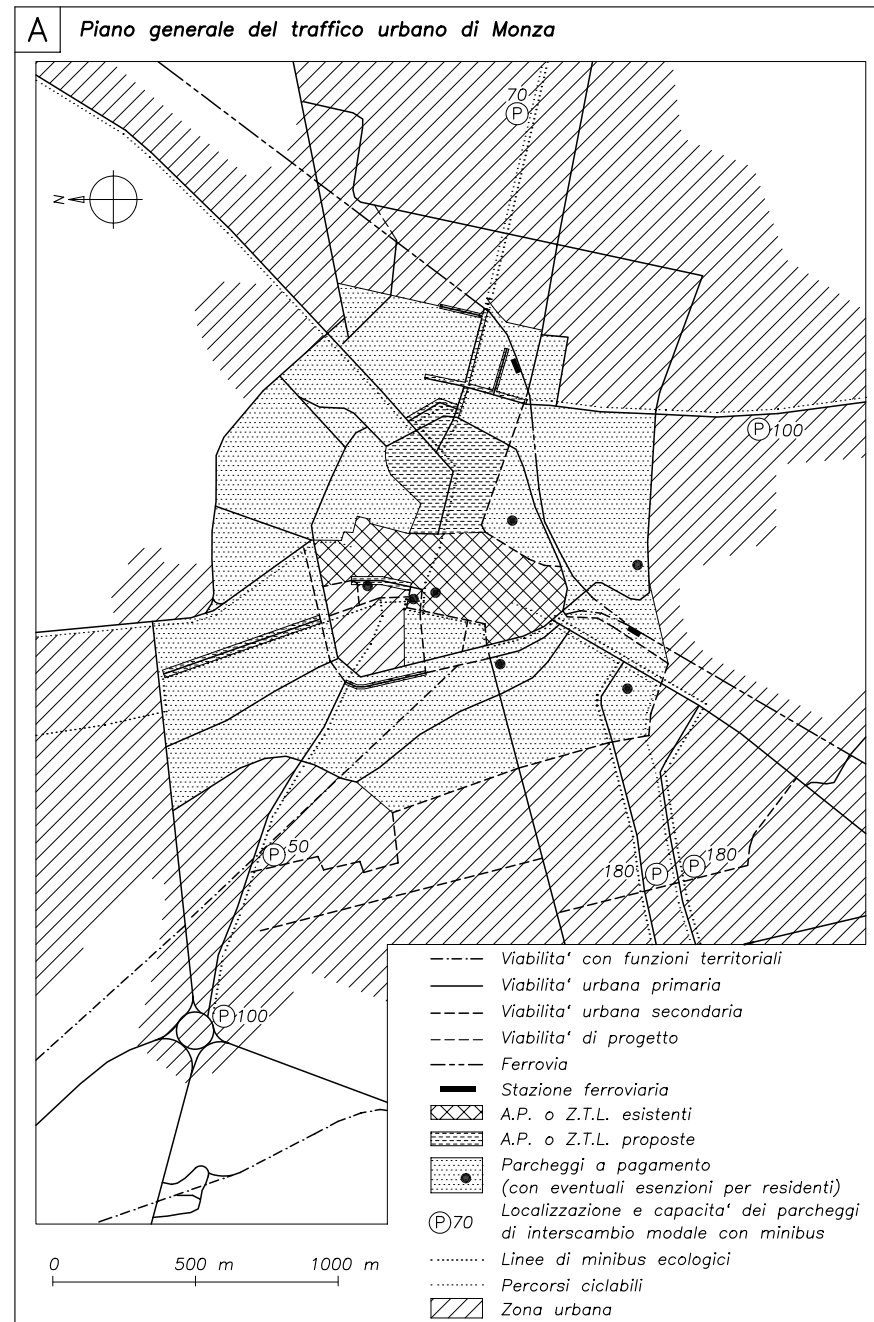 A Piano generale del traffico urbano di Monza
70
P
N
P 100
P 50
180 P
P 180
P 100
Viabilita' con funzioni territoriali
Viabilita' urbana primaria
Viabilita' urbana secondaria
Viabilita' di progetto
Ferrovia
Stazione ferroviaria
A.P. o Z.T.L. esistenti
A.P. o Z.T.L. proposte
Parcheggi a pagamento
(con eventuali esenzioni per residenti)
Localizzazione e capacita' dei parcheggi
P 70 di interscambio modale con minibus
Linee di minibus ecologici
Percorsi ciclabili
Zona urbana
0 500 m 1000 m